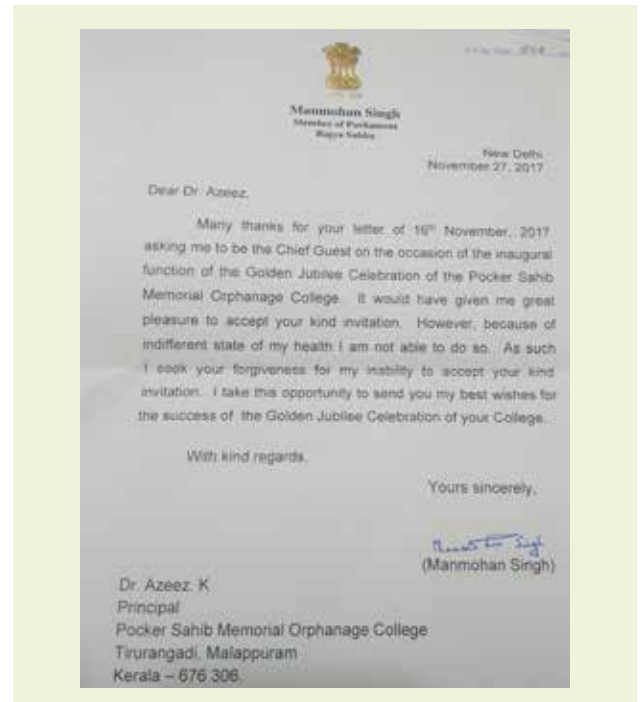 Manmohan Singh
Member of Parliament
Rajya Sabha
New Delhi
November 27, 2017
Dear Dr. Azeez,
Many thanks for your letter of 16th November, 2017
asking me to be the Chief Guest on the occasion of the inaugural
function of the Golden Jubilee Celebration of the Pocker Sahib
Memorial Orphanage College. It would have given me great
pleasure to accept your kind invitation. However, because of
indifferent state of my health I am not able to do so. As such
I seek your forgiveness for my inability to accept your kind
invitation. I take this opportunity to send you my best wishes for
the success of the Golden Jubilee Celebration of your College.
With kind regards,
Yours sincerely,
(Manmohan Singh)
Dr. Azeez. K
Principal
Pocker Sahib Memorial Orphanage College
Tirurangadi, Malappuram
Kerala – 676 306.